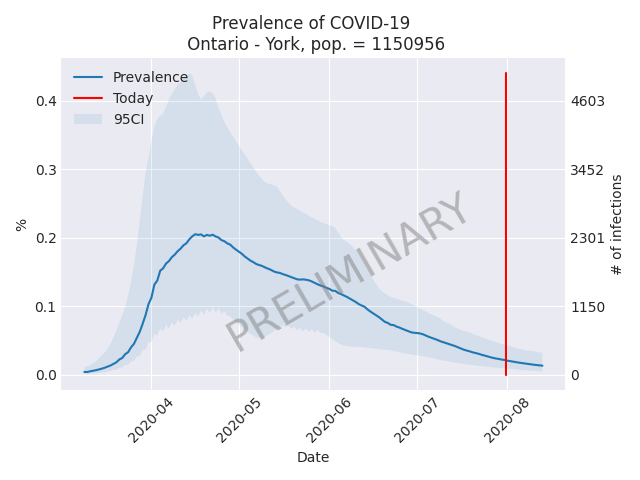 Prevalence of COVID-19
Ontario - York, pop. = 1150956
Prevalence
Today
95CI
PRELIMINARY
%
0.4
0.3
0.2
0.1
0.0
4603
3452
2301
1150
0
# of infections
2020-04
2020-05
2020-06
2020-07
2020-08
Date